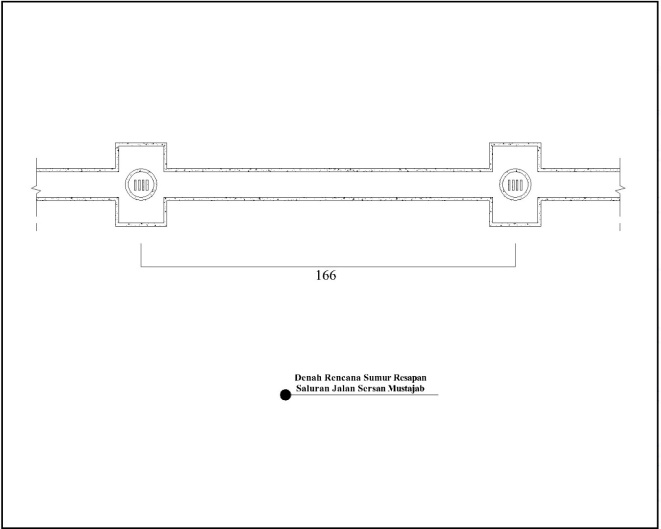 166
Denah Rencana Sumur Resapan
Saluran Jalan Sersan Mustajab